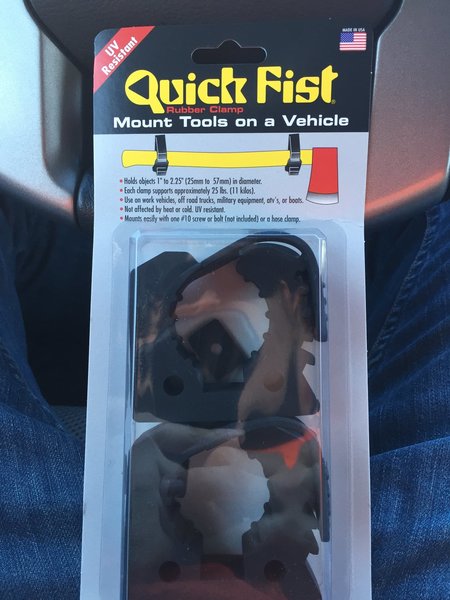 MADE IN USA
UV
Resistant
Quick Fist®
Rubber Clamp
Mount Tools on a Vehicle
• Holds objects 1" to 2.25" (25mm to 57mm) in diameter.
• Each clamp supports approximately 25 lbs. (11 kilos).
• Use on work vehicles, off road trucks, military equipment, atv's, or boats.
• Not affected by heat or cold. UV resistant.
• Mounts easily with one #10 screw or bolt (not included) or a hose clamp.